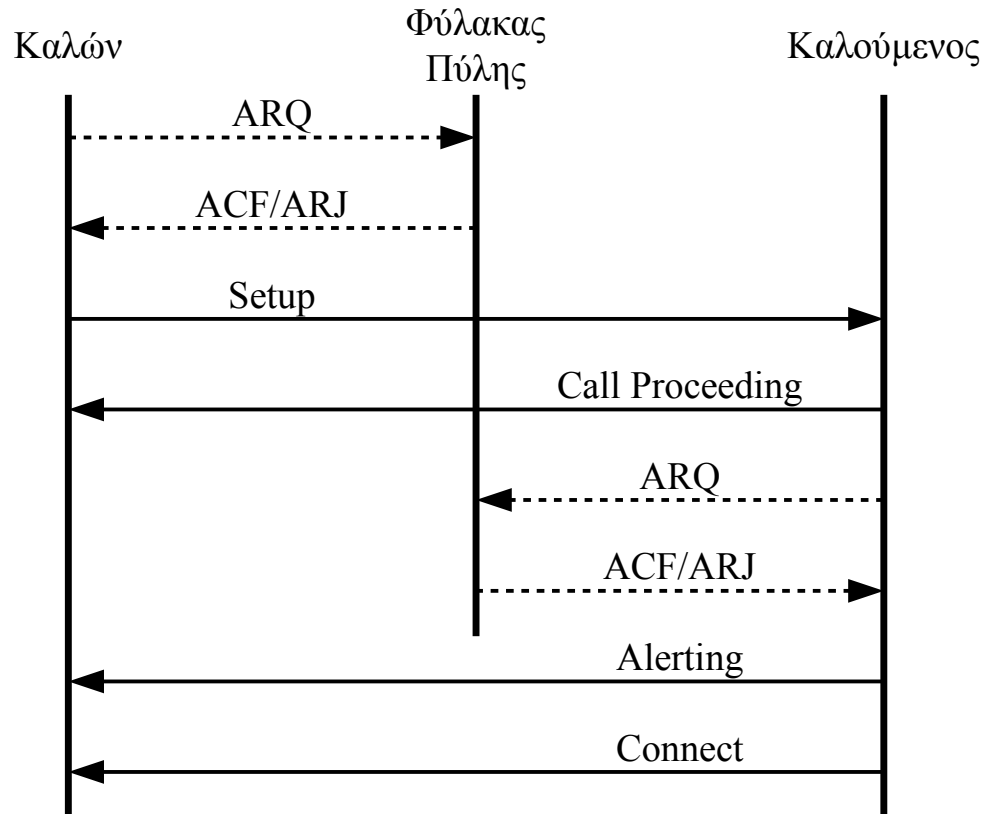 Καλών
Φύλακας
Πύλης
Καλούμενος
ARQ
ACF/ARJ
Setup
Call Proceeding
ARQ
ACF/ARJ
Alerting
Connect